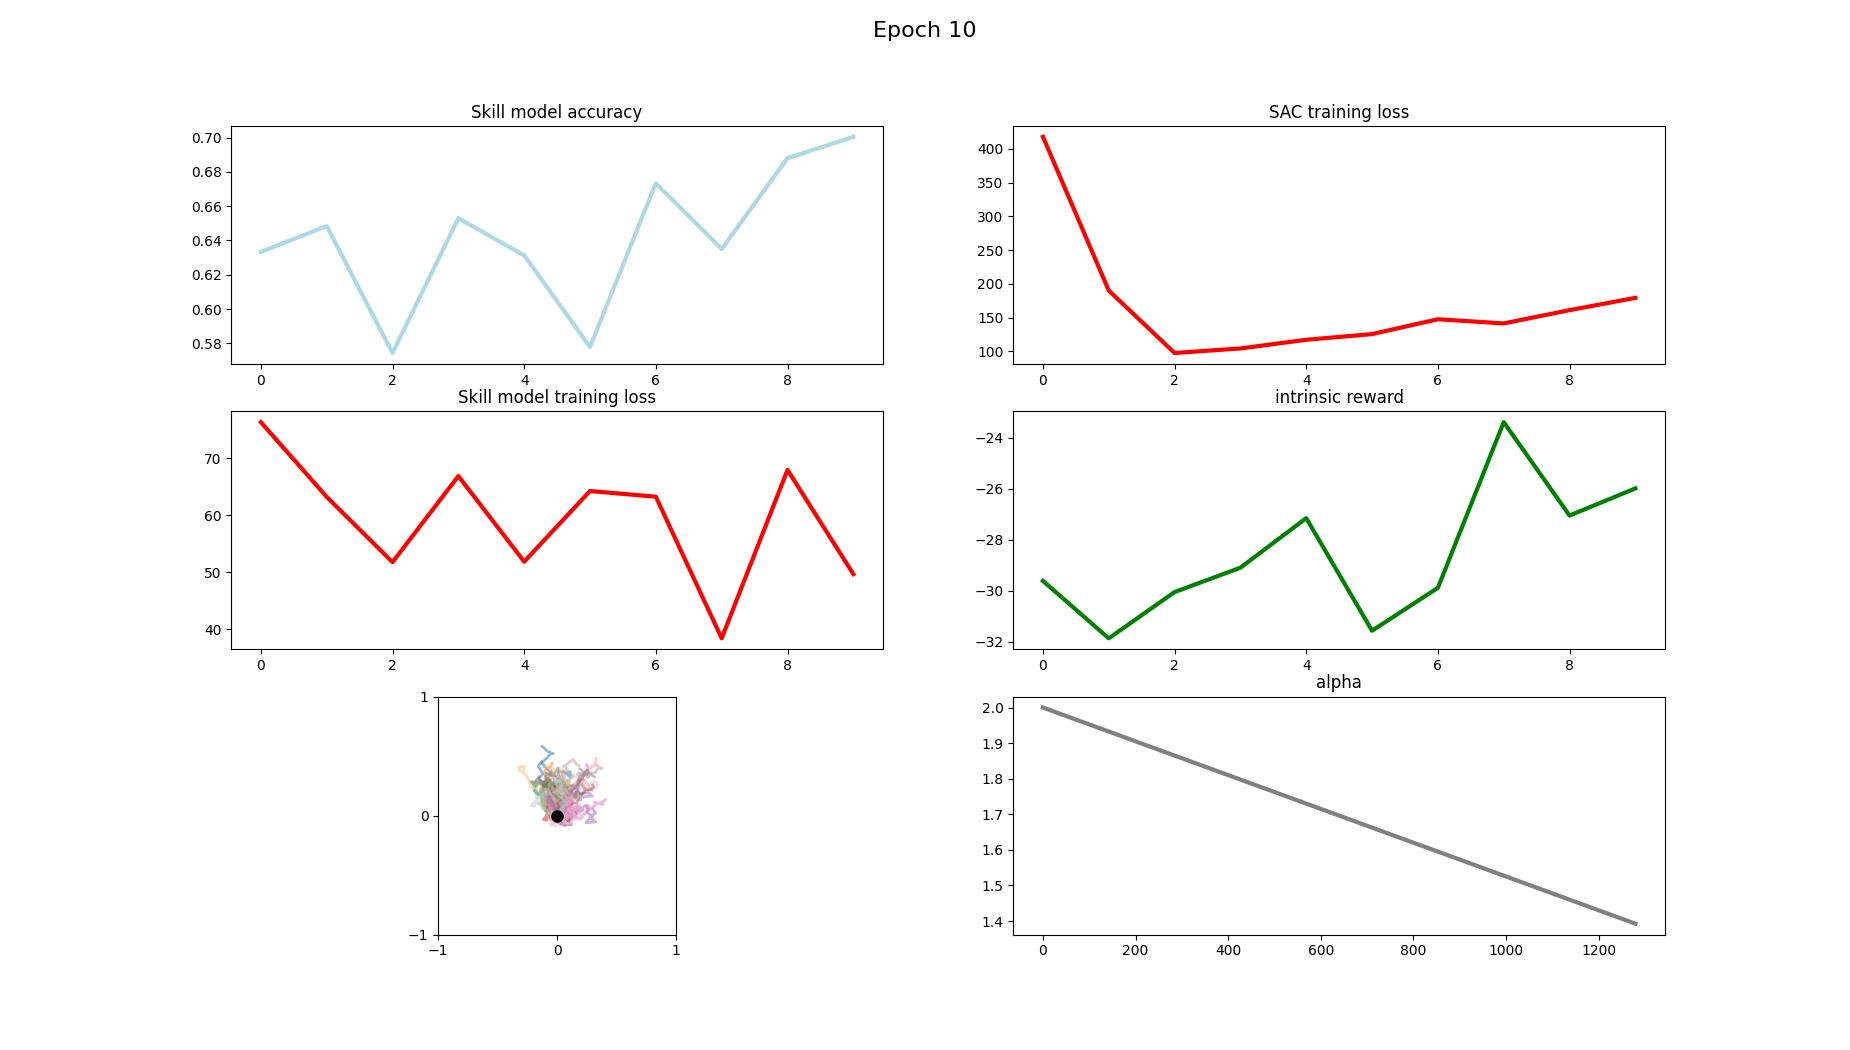 Epoch 10
Skill model accuracy
0.70
0.68
0.66
0.64
0.62
0.60
0.58
0 2 4 6 8
SAC training loss
400
350
300
250
200
150
100
0 2 4 6 8
Skill model training loss
70
60
50
40
0 2 4 6 8
intrinsic reward
−24
−26
−28
−30
−32
0 2 4 6 8
1
0
−1
−1 0 1
alpha
2.0
1.9
1.8
1.7
1.6
1.5
1.4
0 200 400 600 800 1000 1200